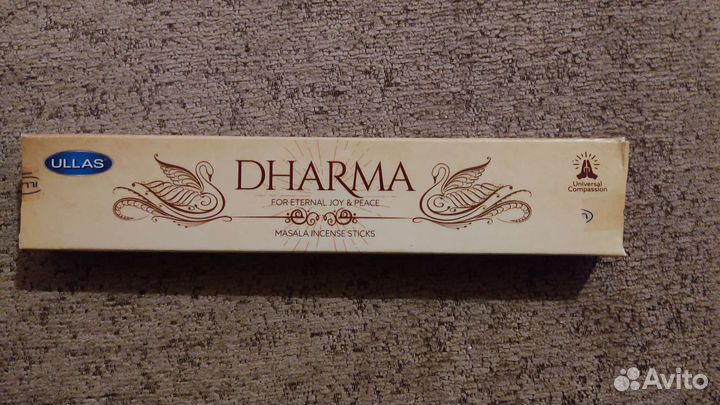 ULLAS
DHARMA
FOR ETERNAL JOY & PEACE
MASALA INCENSE STICKS
Universal
Compassion
Avito